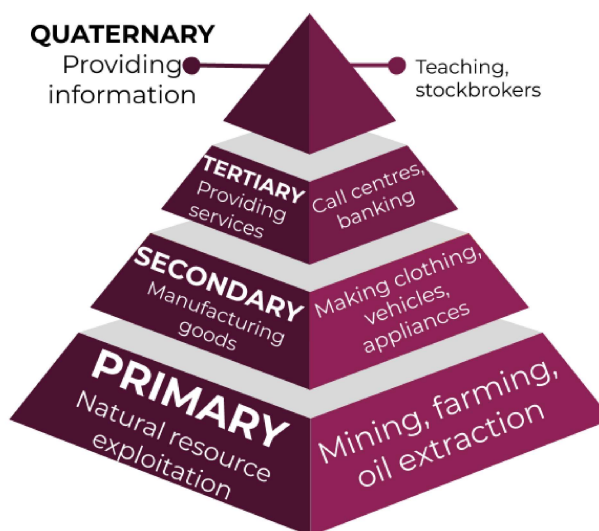 QUATERNARY
Providing
information
Teaching,
stockbrokers
TERTIARY
Providing
services
Call centres,
banking
SECONDARY
Manufacturing
goods
Making clothing,
vehicles,
appliances
PRIMARY
Natural resource
exploitation
Mining, farming,
oil extraction